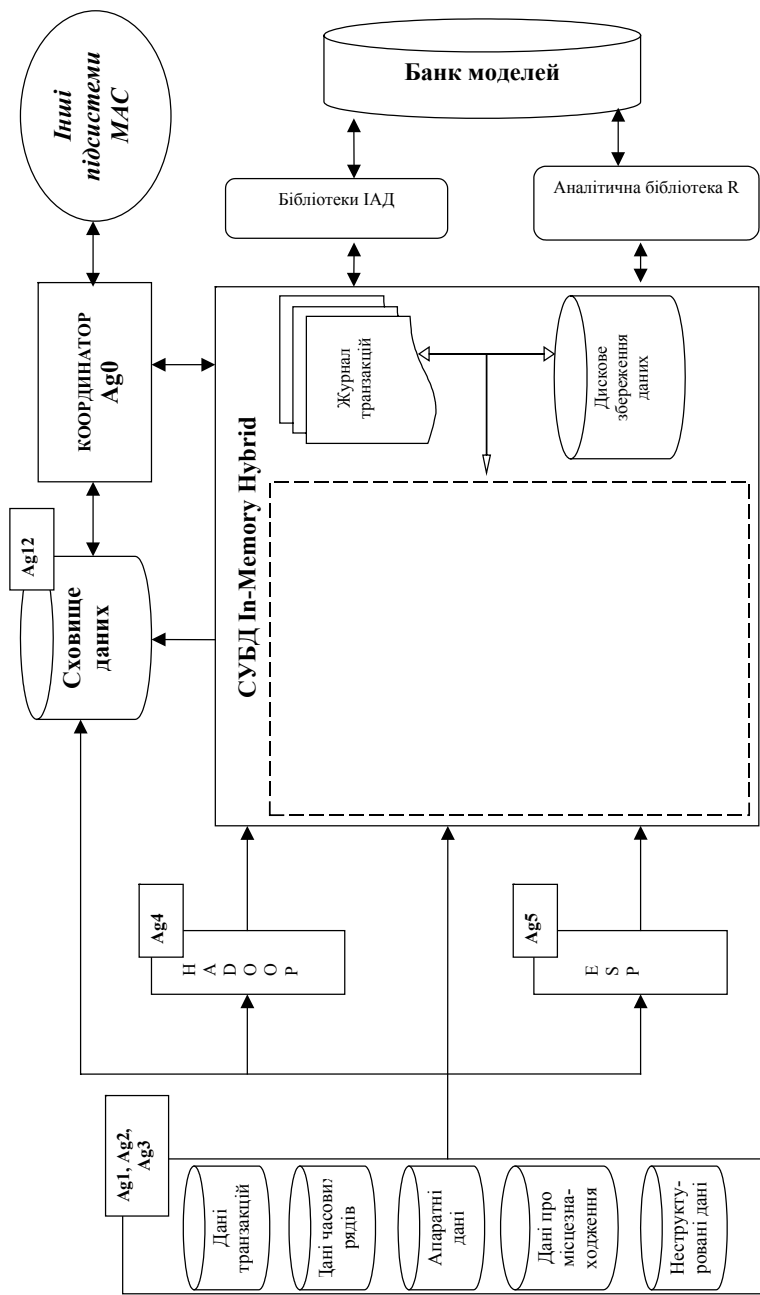 Інші
підсистеми
МАС
Банк моделей
КООРДИНАТОР
Ag0
Бібліотеки ІАД
Аналітична бібліотека R
Ag12
Сховище
даних
СУБД In-Memory Hybrid
Журнал
транзакцій
Дискове
збереження
даних
Ag4
H
A
D
O
O
P
Ag5
E
S
P
Ag1, Ag2,
Ag3
Дані
транзакцій
Дані часових
рядів
Апаратні
дані
Дані про
місцезна-
ходження
Неструкту-
ровані дані